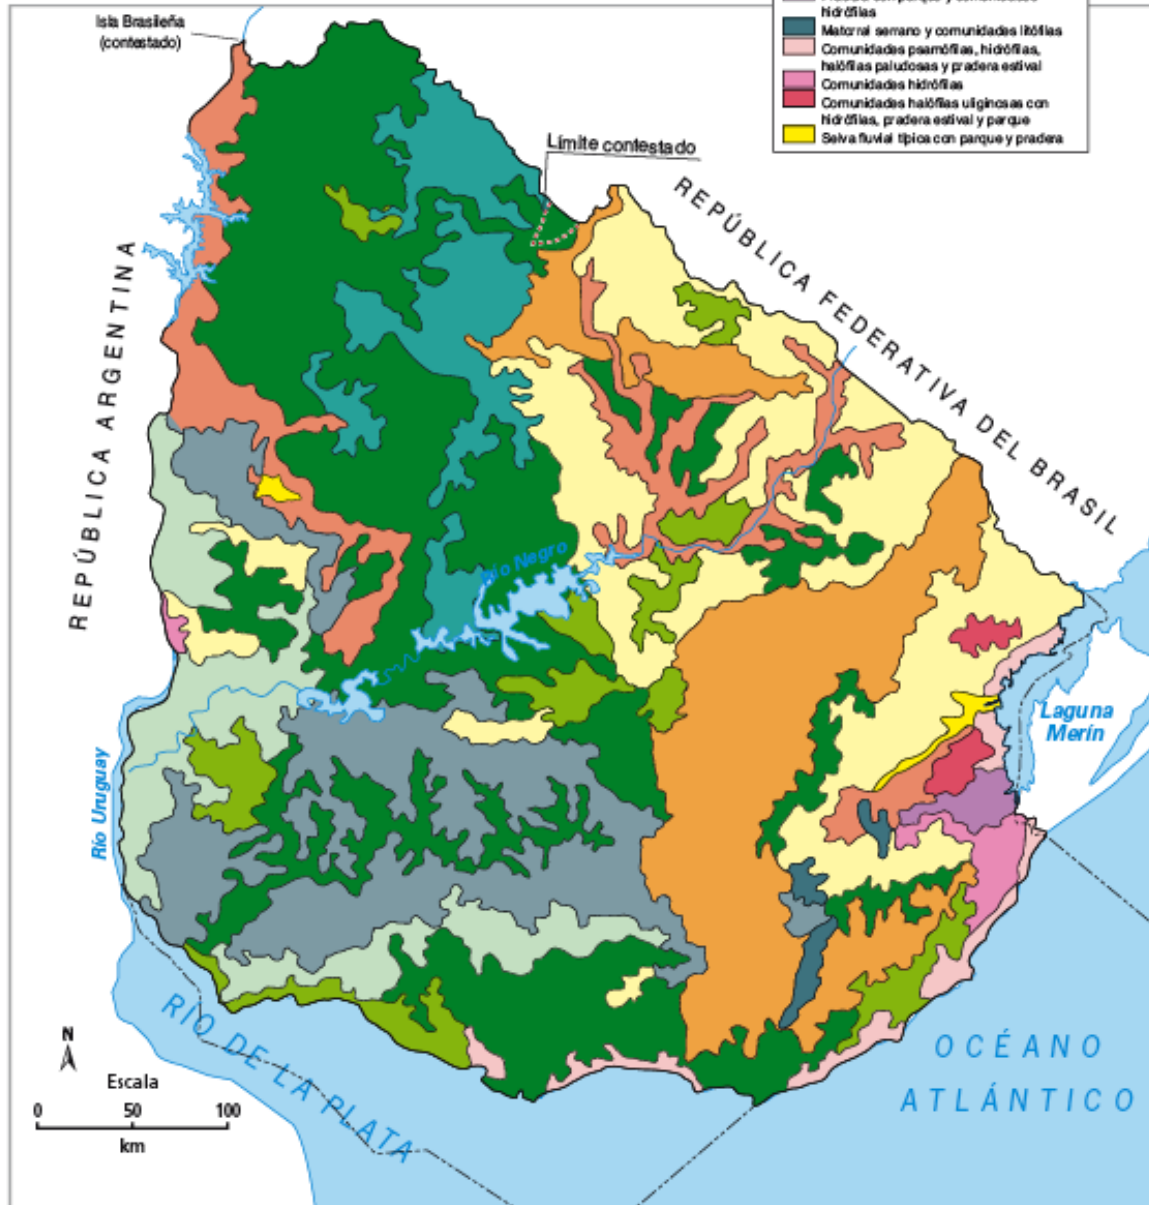 Isla Brasileña
(contestado)
hidrófilas
Matorral serrano y comunidades litófilas
Comunidades psamófilas, hidrófilas,
halófilas paludosas y pradera estival
Comunidades hidrófilas
Comunidades halófilas uliginosas con
hidrófilas, pradera estival y parque
Selva fluvial típica con parque y pradera
Límite contestado
REPÚBLICA FEDERATIVA DEL BRASIL
REPÚBLICA ARGENTINA
Río Negro
Laguna
Merín
Río Uruguay
RÍO DE LA PLATA
OCÉANO
ATLÁNTICO
N
Escala
0 50 100
km